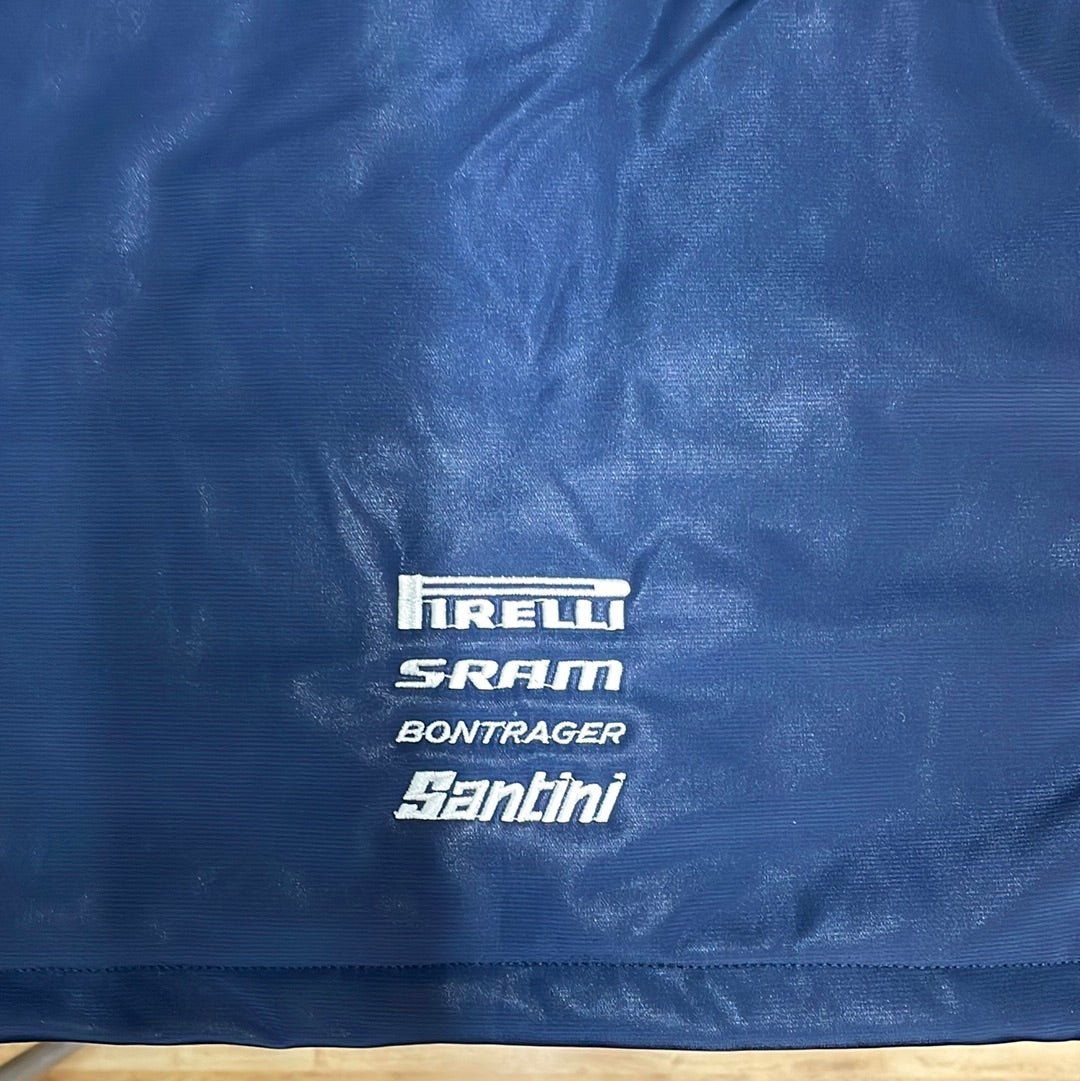 PIRELLI
SRAM
BONTRAGER
Santini